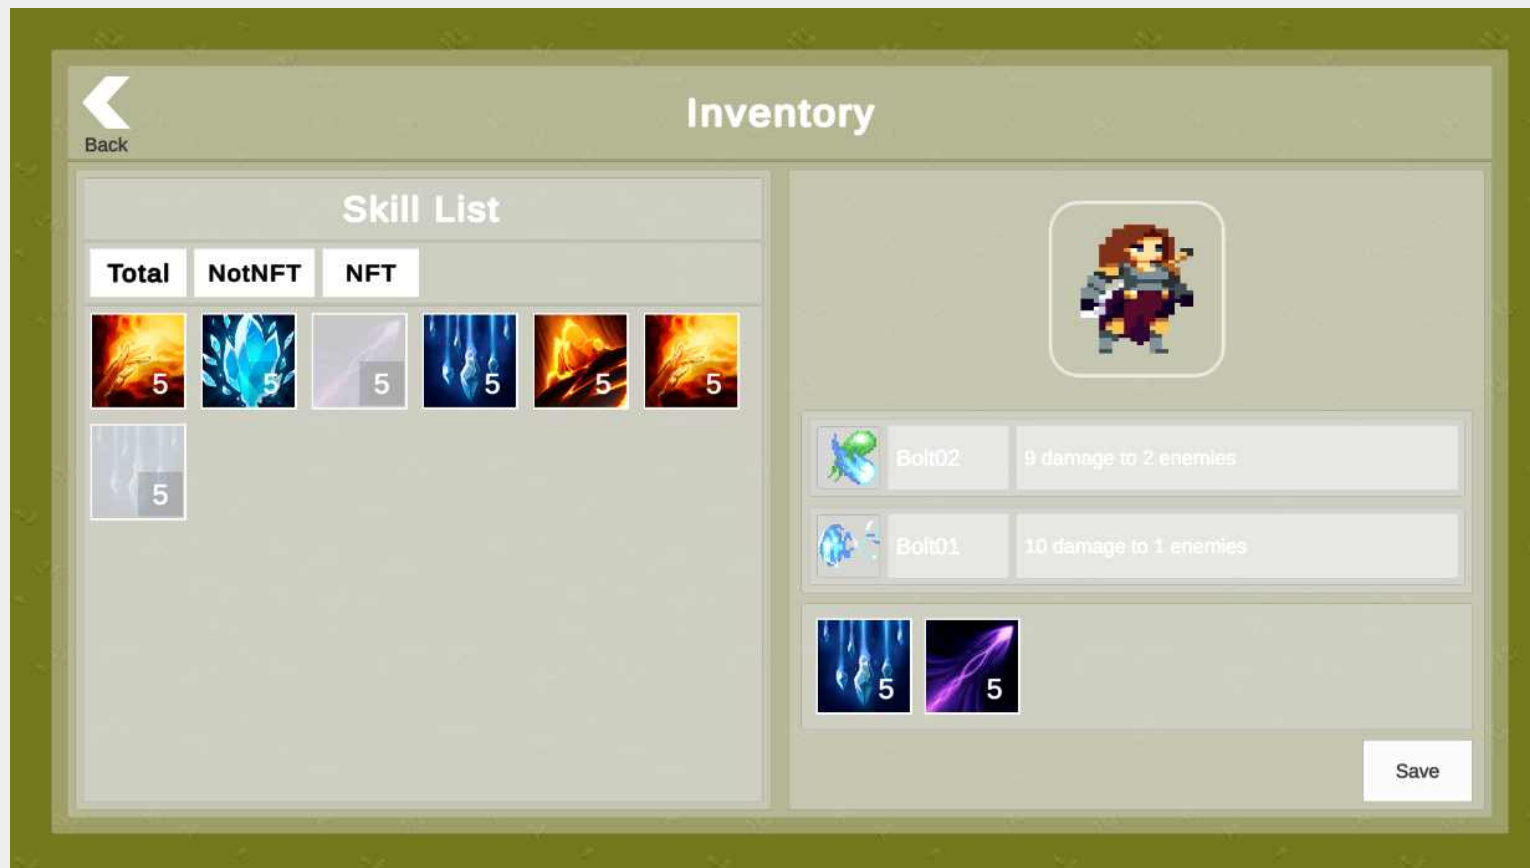 Inventory
Back
Skill List
Total NotNFT NFT
5 5 5 5 5 5
5
Bolt02 9 damage to 2 enemies
Bolt01 10 damage to 1 enemies
5 5
Save